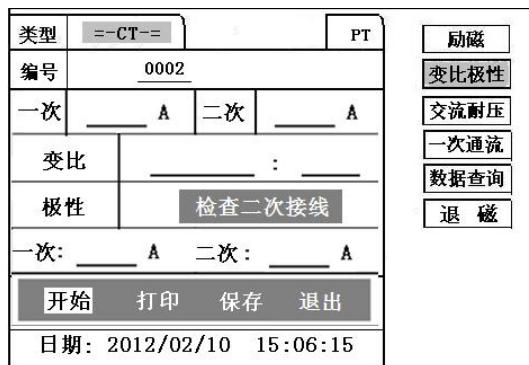 类型 =-CT-= PT
编号 0002
一次 A 二次 A
变比 :
极性 检查二次接线
一次: A 二次: A
开始 打印 保存 退出
日期: 2012/02/10 15:06:15
励磁
变比极性
交流耐压
一次通流
数据查询
退 磁